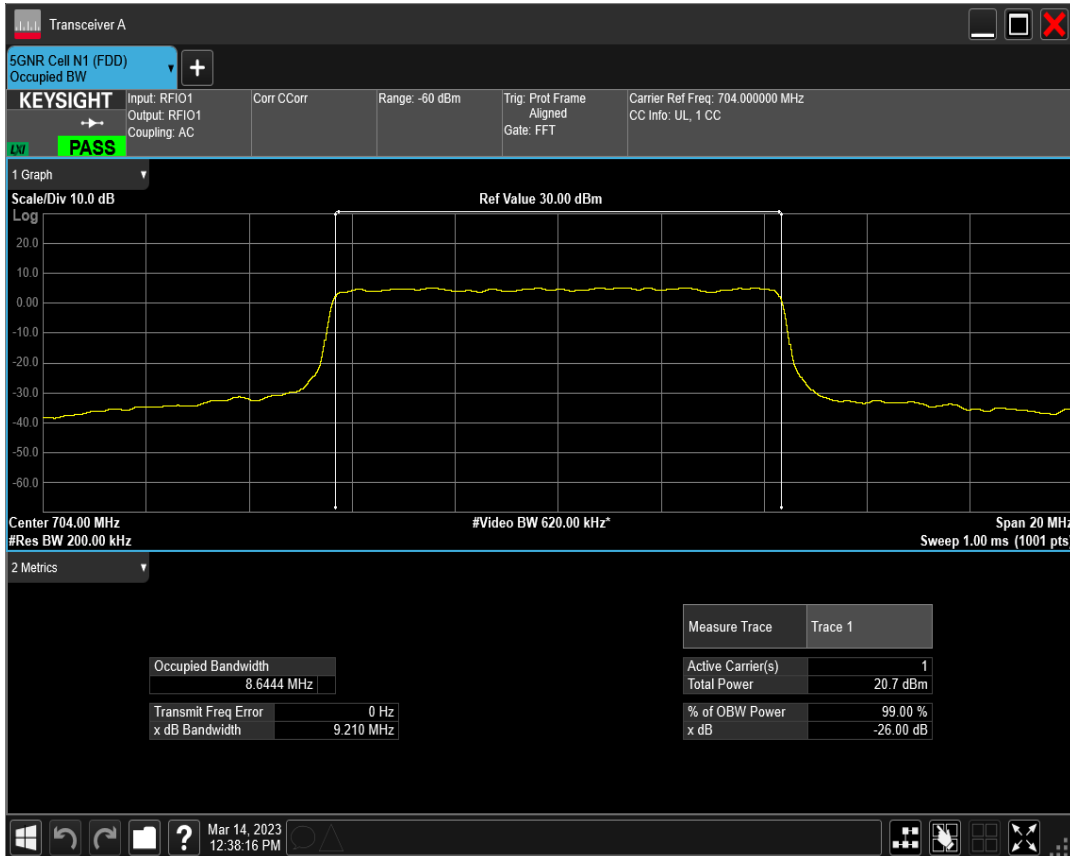 Transceiver A
5GNR Cell N1 (FDD)
Occupied BW
+
KEYSIGHT
LXI
PASS
Input: RFIO1
Output: RFIO1
Coupling: AC
Corr CCorr
Range: -60 dBm
Trig: Prot Frame
Aligned
Gate: FFT
Carrier Ref Freq: 704.000000 MHz
CC Info: UL, 1 CC
1 Graph
Scale/Div 10.0 dB
Ref Value 30.00 dBm
Log
20.0
10.0
0.00
-10.0
-20.0
-30.0
-40.0
-50.0
-60.0
Center 704.00 MHz
#Video BW 620.00 kHz*
Span 20 MHz
#Res BW 200.00 kHz
Sweep 1.00 ms (1001 pts)
2 Metrics
Measure Trace Trace 1
Occupied Bandwidth
8.6444 MHz
Active Carrier(s) 1
Total Power 20.7 dBm
Transmit Freq Error 0 Hz
x dB Bandwidth 9.210 MHz
% of OBW Power 99.00 %
x dB -26.00 dB
?
Mar 14, 2023
12:38:16 PM